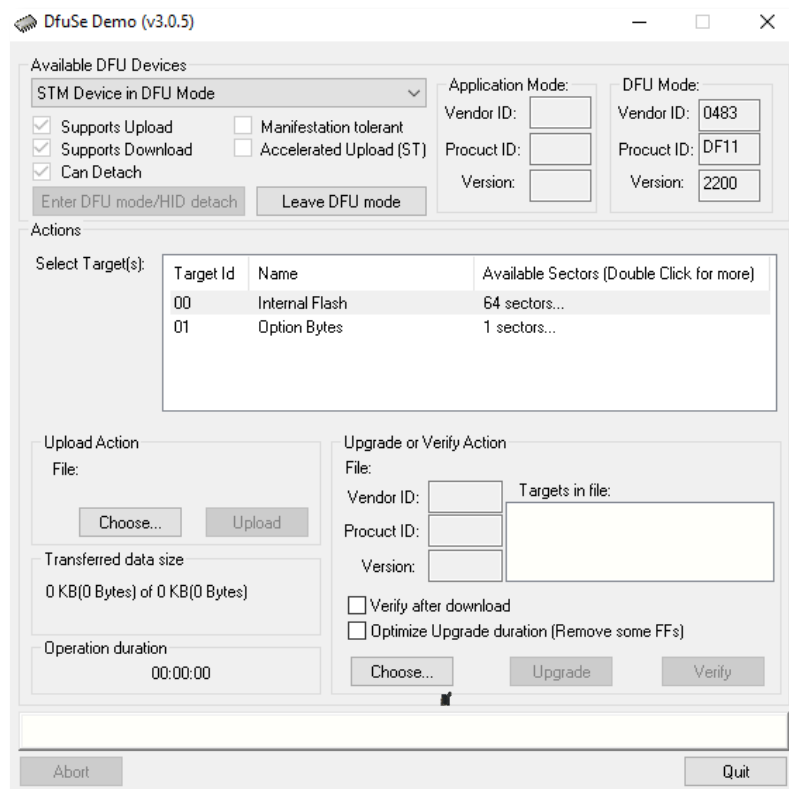 DfuSe Demo (v3.0.5)
Available DFU Devices
STM Device in DFU Mode
Supports Upload
Manifestation tolerant
Supports Download
Accelerated Upload (ST)
Can Detach
Enter DFU mode/HID detach
Leave DFU mode
Application Mode:
Vendor ID:
Procuct ID:
Version:
DFU Mode:
Vendor ID: 0483
Procuct ID: DF11
Version: 2200
Actions
Select Target(s):
Target Id Name Available Sectors (Double Click for more)
00 Internal Flash 64 sectors...
01 Option Bytes 1 sectors...
Upload Action
File:
Choose... Upload
Transferred data size
0 KB(0 Bytes) of 0 KB(0 Bytes)
Operation duration
00:00:00
Upgrade or Verify Action
File:
Vendor ID:
Procuct ID:
Version:
Targets in file:
Verify after download
Optimize Upgrade duration (Remove some FFs)
Choose... Upgrade Verify
Abort Quit